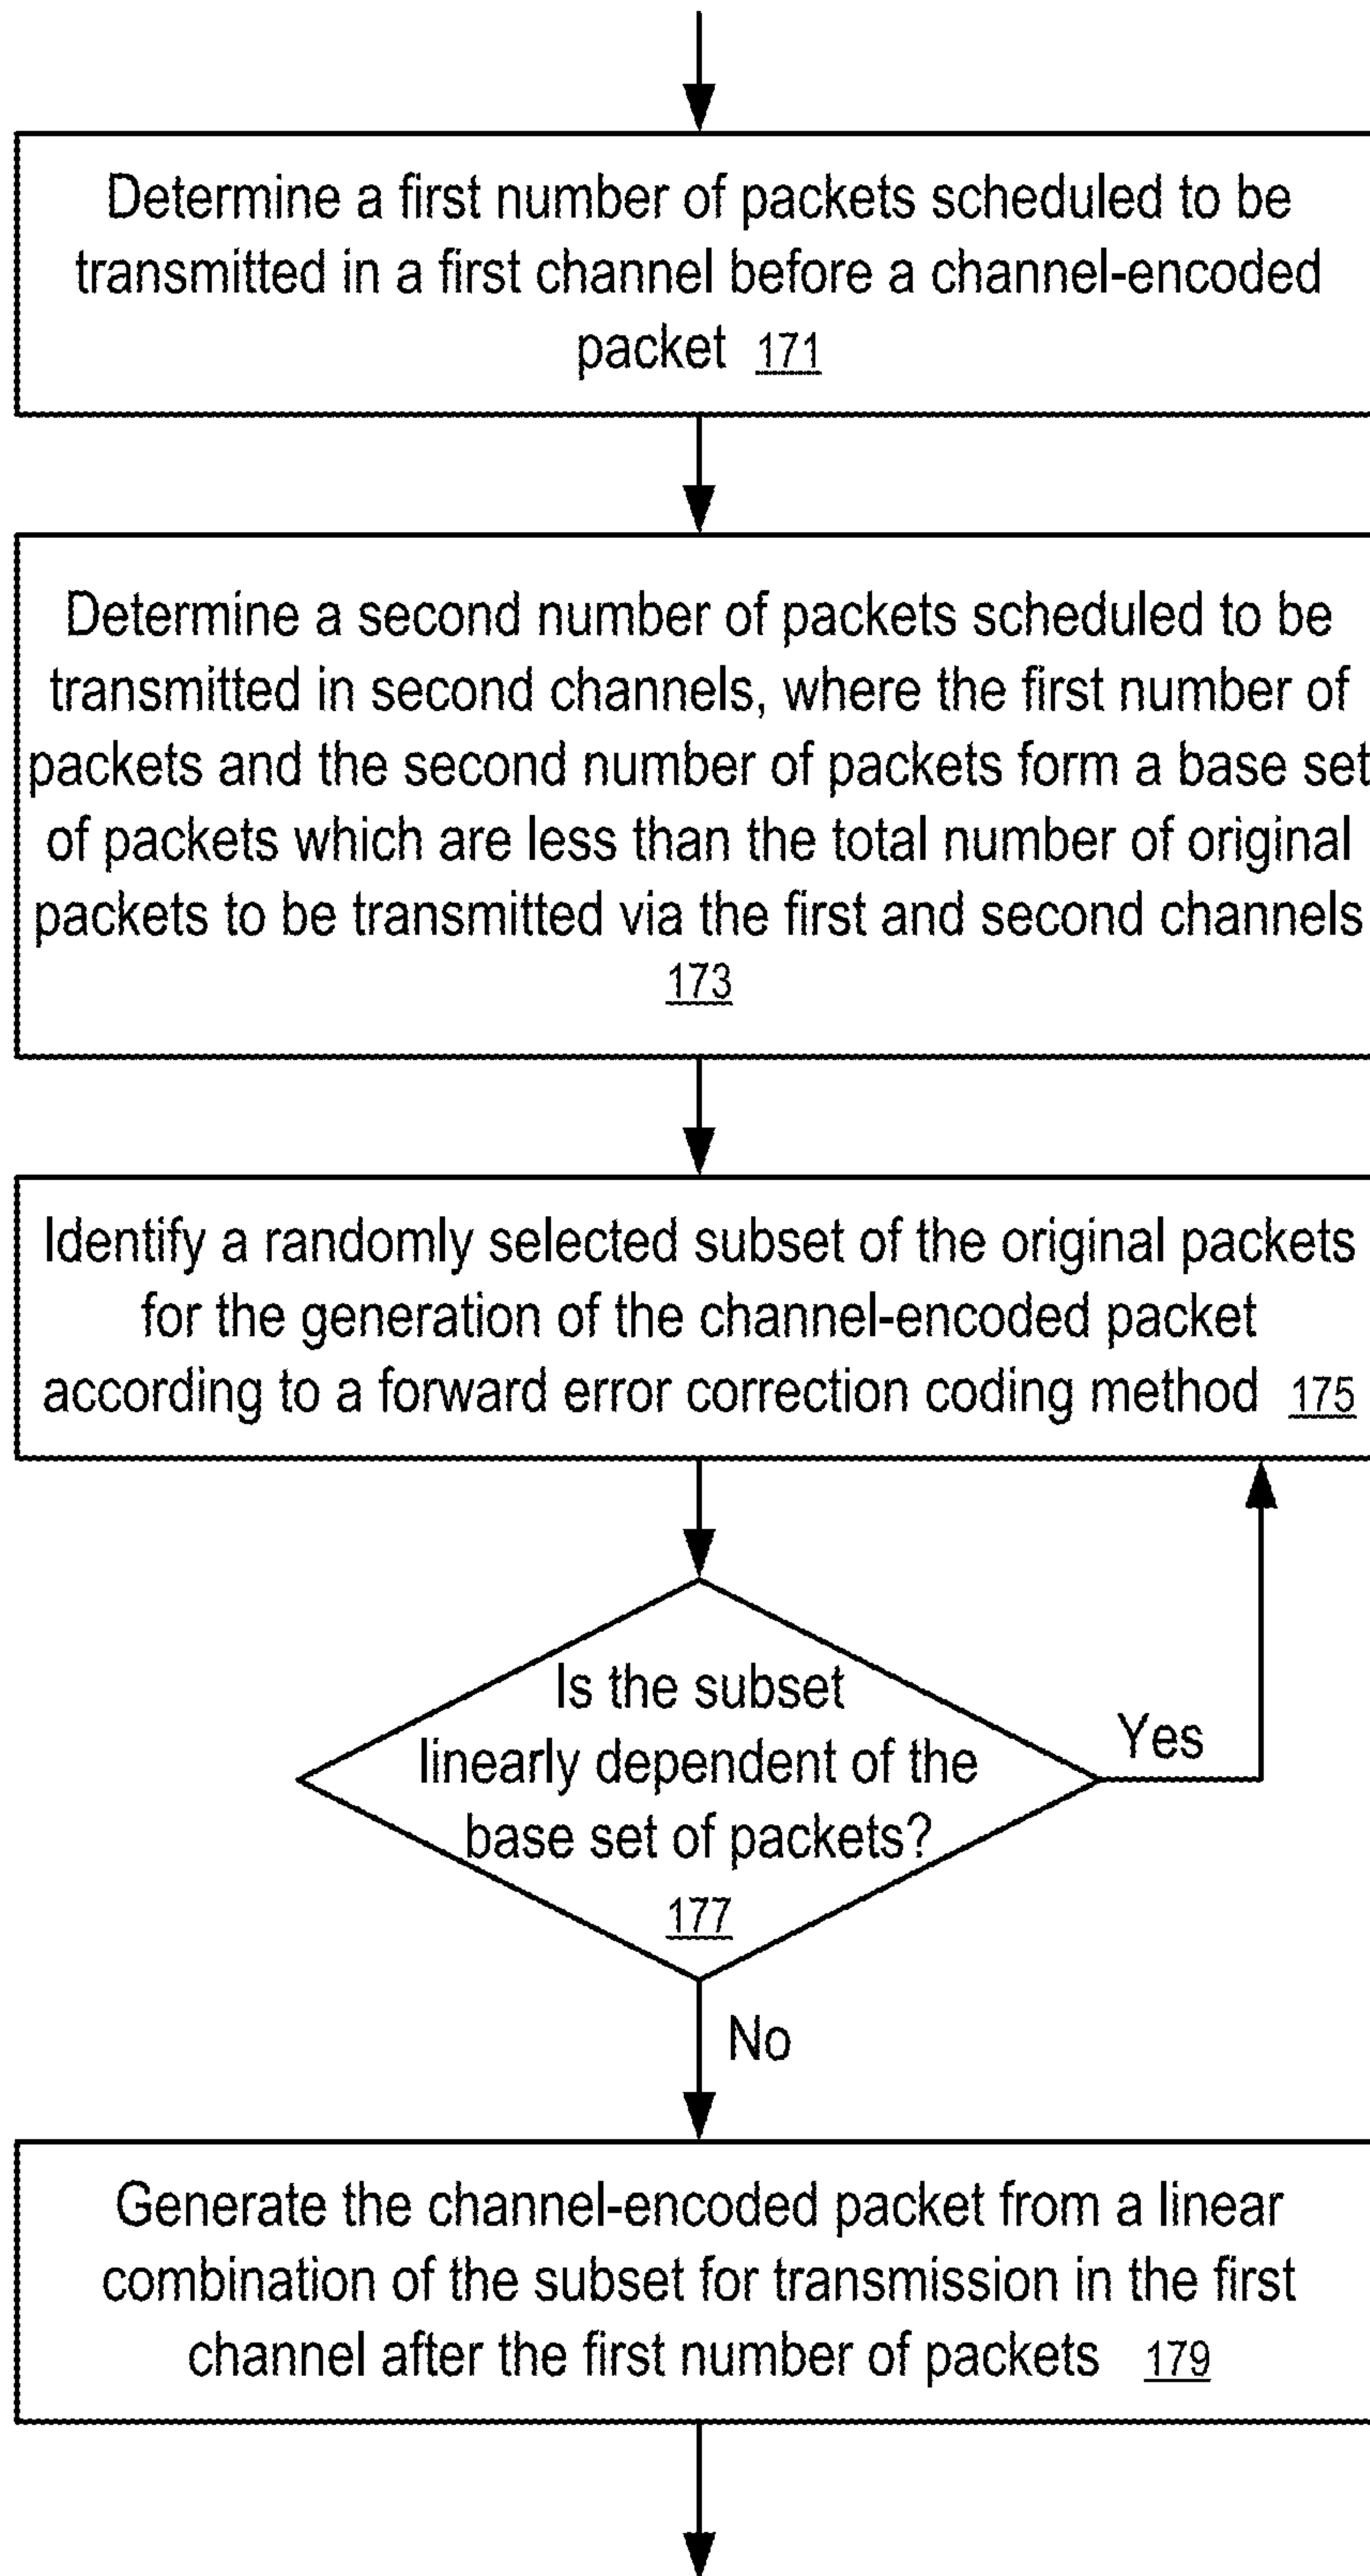 Determine a first number of packets scheduled to be
transmitted in a first channel before a channel-encoded
packet 171
Determine a second number of packets scheduled to be
transmitted in second channels, where the first number of
packets and the second number of packets form a base set
of packets which are less than the total number of original
packets to be transmitted via the first and second channels
173
Identify a randomly selected subset of the original packets
for the generation of the channel-encoded packet
according to a forward error correction coding method 175
Is the subset
linearly dependent of the
base set of packets?
177
Yes
No
Generate the channel-encoded packet from a linear
combination of the subset for transmission in the first
channel after the first number of packets 179